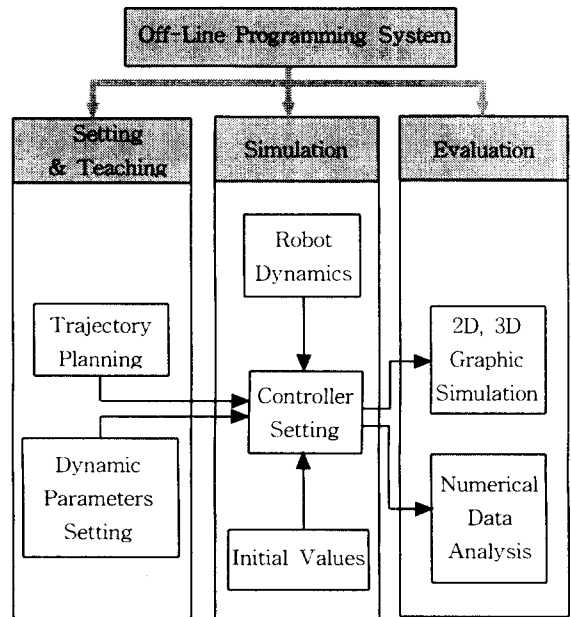 Off-Line Programming System
Setting
& Teaching
Simulation
Evaluation
Robot
Dynamics
Trajectory
Planning
2D, 3D
Graphic
Simulation
Controller
Setting
Dynamic
Parameters
Setting
Numerical
Data
Analysis
Initial Values